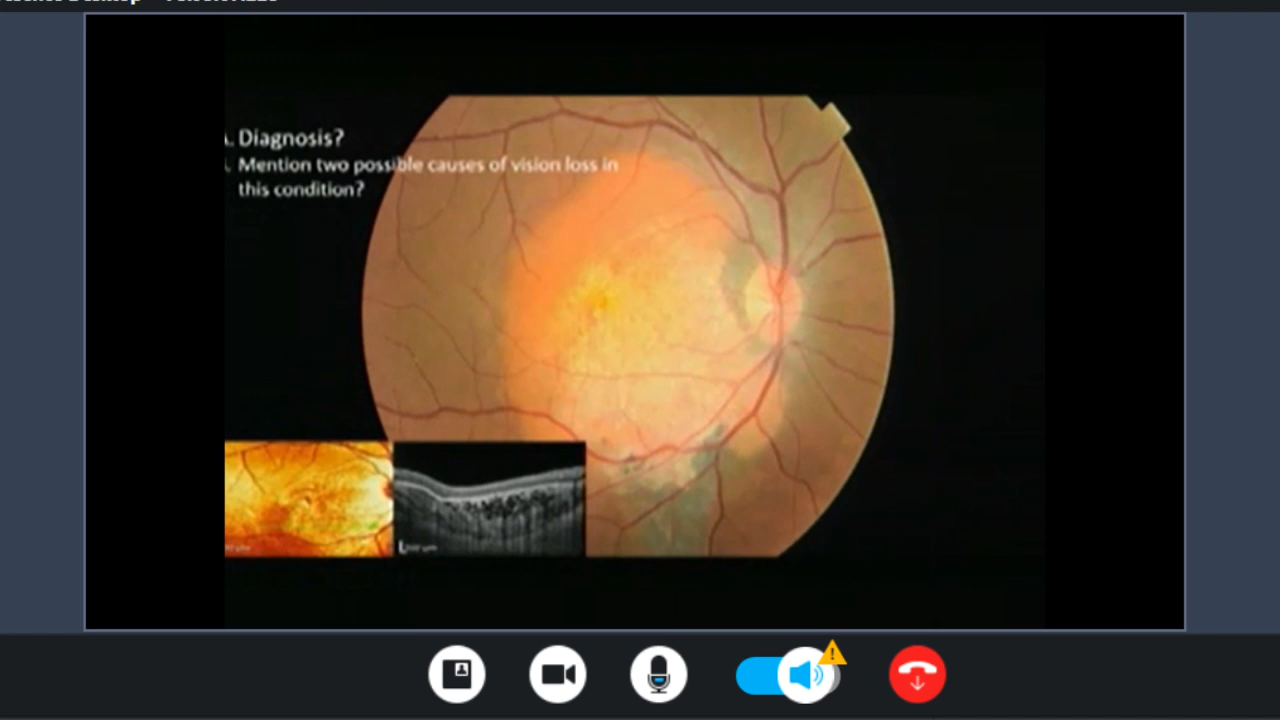 Diagnosis?
Mention two possible causes of vision loss in
this condition?